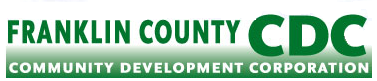 FRANKLIN COUNTY CDC
COMMUNITY DEVELOPMENT CORPORATION